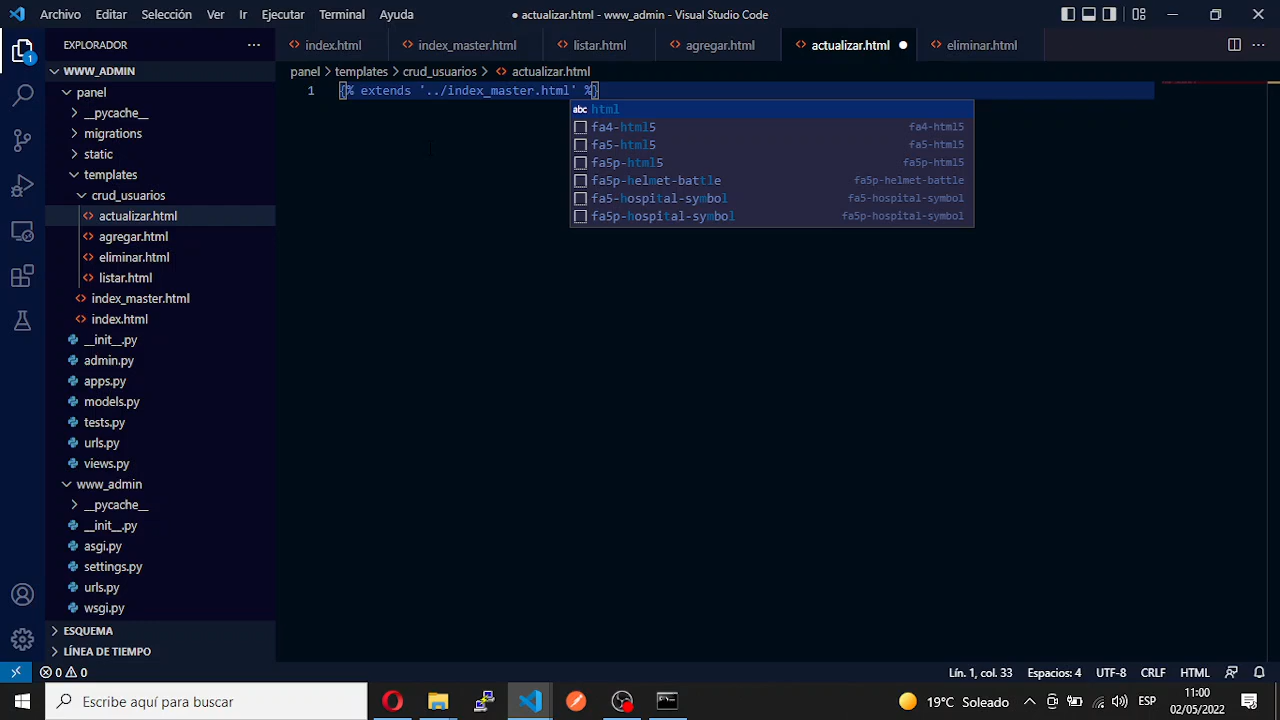 Archivo Editar Selección Ver Ir Ejecutar Terminal Ayuda
● actualizar.html - www_admin - Visual Studio Code
EXPLORADOR
index.html
index_master.html
listar.html
agregar.html
actualizar.html
eliminar.html
WWW_ADMIN
panel
__pycache__
migrations
static
templates
crud_usuarios
actualizar.html
agregar.html
eliminar.html
listar.html
index_master.html
index.html
__init__.py
admin.py
apps.py
models.py
tests.py
urls.py
views.py
www_admin
__pycache__
__init__.py
asgi.py
settings.py
urls.py
wsgi.py
ESQUEMA
LÍNEA DE TIEMPO
1
panel > templates > crud_usuarios > actualizar.html
1 {% extends '../index_master.html' %}
abc html
fa4-html5 fa4-html5
fa5-html5 fa5-html5
fa5p-html5 fa5p-html5
fa5p-helmet-battle fa5p-helmet-battle
fa5-hospital-symbol fa5-hospital-symbol
fa5p-hospital-symbol fa5p-hospital-symbol
0 0
Lín. 1, col. 33 Espacios: 4 UTF-8 CRLF HTML
Escribe aquí para buscar
19°C Soleado
ESP
11:00
02/05/2022